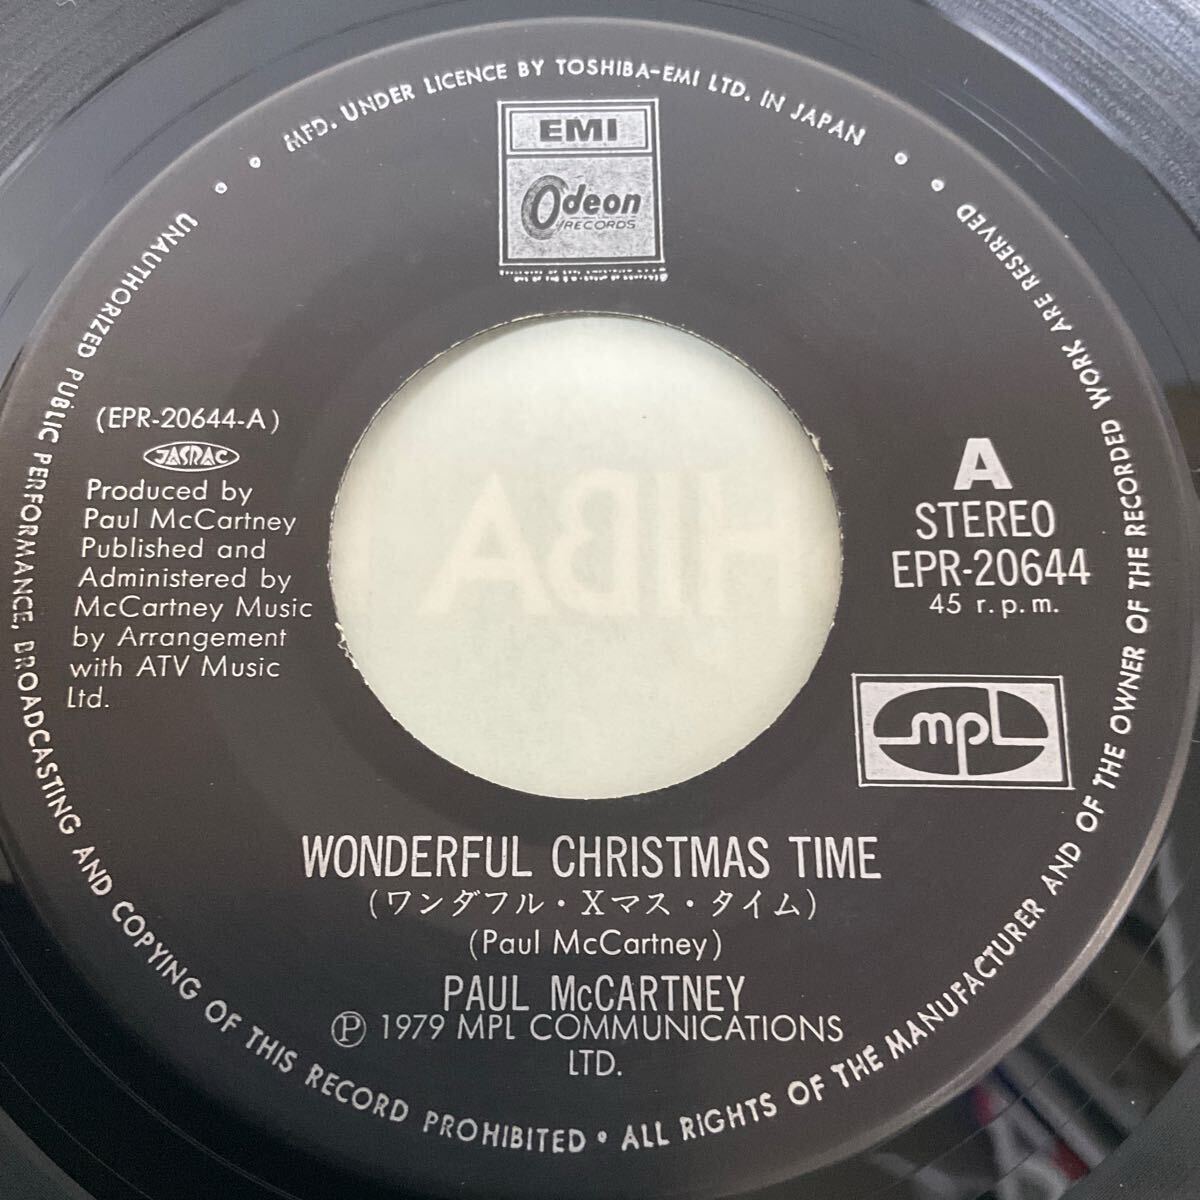 MFD. UNDER LICENCE BY TOSHIBA-EMI LTD. IN JAPAN
EMI
Odeon
RECORDS
(EPR-20644-A)
JASRAC
Produced by
Paul McCartney
Published and
Administered by
McCartney Music
by Arrangement
with ATV Music
Ltd.
A
STEREO
EPR-20644
45 r.p.m.
mpl
HIBA
WONDERFUL CHRISTMAS TIME
(ワンダフル・Xマス・タイム)
(Paul McCartney)
PAUL McCARTNEY
Ⓟ 1979 MPL COMMUNICATIONS
LTD.
UNAUTHORIZED PUBLIC PERFORMANCE, BROADCASTING AND COPYING OF THIS RECORD PROHIBITED • ALL RIGHTS OF THE MANUFACTURER AND OF THE OWNER OF THE RECORDED WORK ARE RESERVED